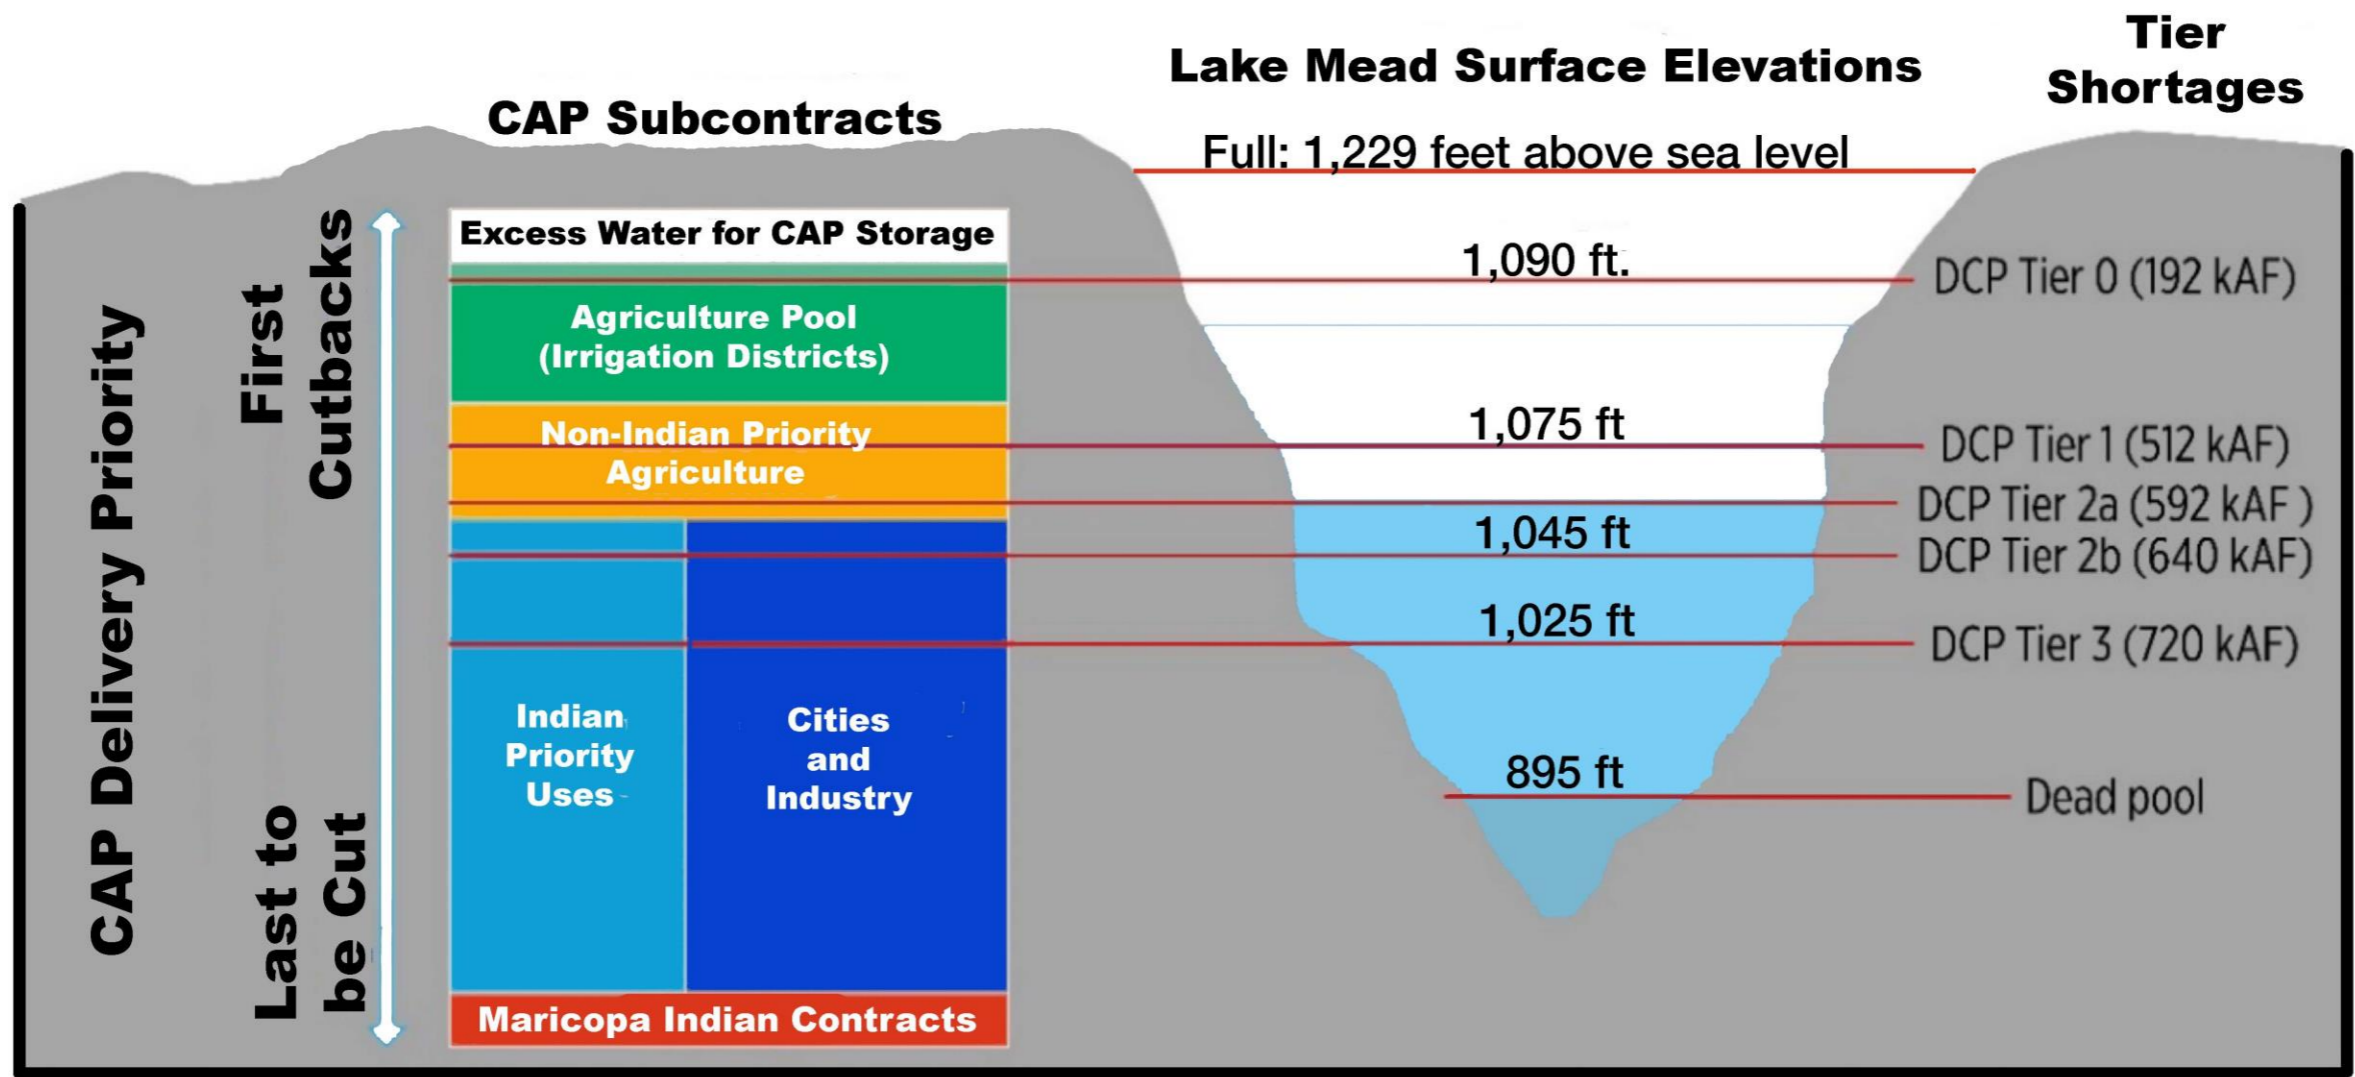 Tier
Shortages
Lake Mead Surface Elevations
CAP Subcontracts
Full: 1,229 feet above sea level
CAP Delivery Priority
First
Cutbacks
Last to
be Cut
Excess Water for CAP Storage
Agriculture Pool
(Irrigation Districts)
Non-Indian Priority
Agriculture
Indian
Priority
Uses
Cities
and
Industry
Maricopa Indian Contracts
1,090 ft.
1,075 ft
1,045 ft
1,025 ft
895 ft
DCP Tier 0 (192 kAF)
DCP Tier 1 (512 kAF)
DCP Tier 2a (592 kAF )
DCP Tier 2b (640 kAF)
DCP Tier 3 (720 kAF)
Dead pool